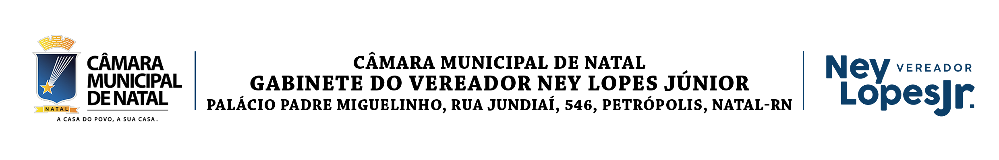 CÂMARA
MUNICIPAL
DE NATAL
NATAL
A CASA DO POVO, A SUA CASA.
CÂMARA MUNICIPAL DE NATAL
GABINETE DO VEREADOR NEY LOPES JÚNIOR
PALÁCIO PADRE MIGUELINHO, RUA JUNDIAÍ, 546, PETRÓPOLIS, NATAL-RN
Ney VEREADOR
LopesJr.